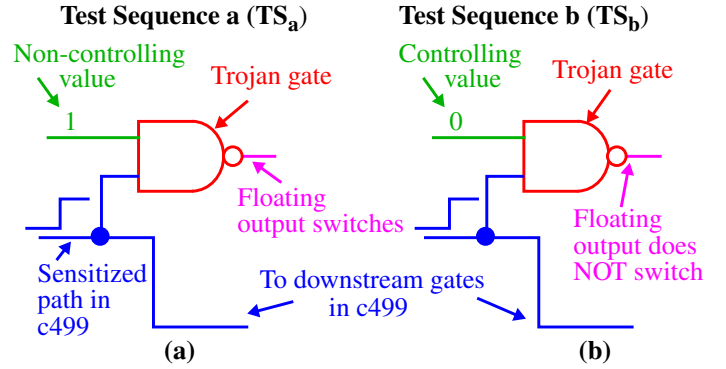 Test Sequence a (TSa)
Non-controlling
value
1
Trojan gate
Floating
output switches
Sensitized
path in
c499
(a)
To downstream gates
in c499
Test Sequence b (TSb)
Controlling
value
0
Trojan gate
Floating
output does
NOT switch
(b)